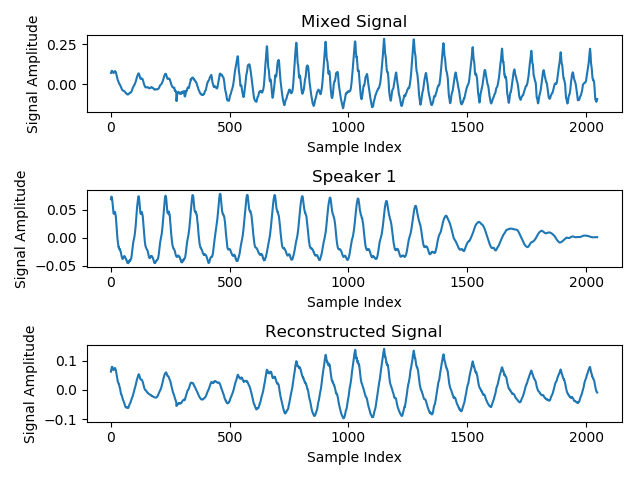 Mixed Signal
Signal Amplitude
0.25
0.00
0 500 1000 1500 2000
Sample Index
Speaker 1
Signal Amplitude
0.05
0.00
−0.05
0 500 1000 1500 2000
Sample Index
Reconstructed Signal
Signal Amplitude
0.1
0.0
−0.1
0 500 1000 1500 2000
Sample Index